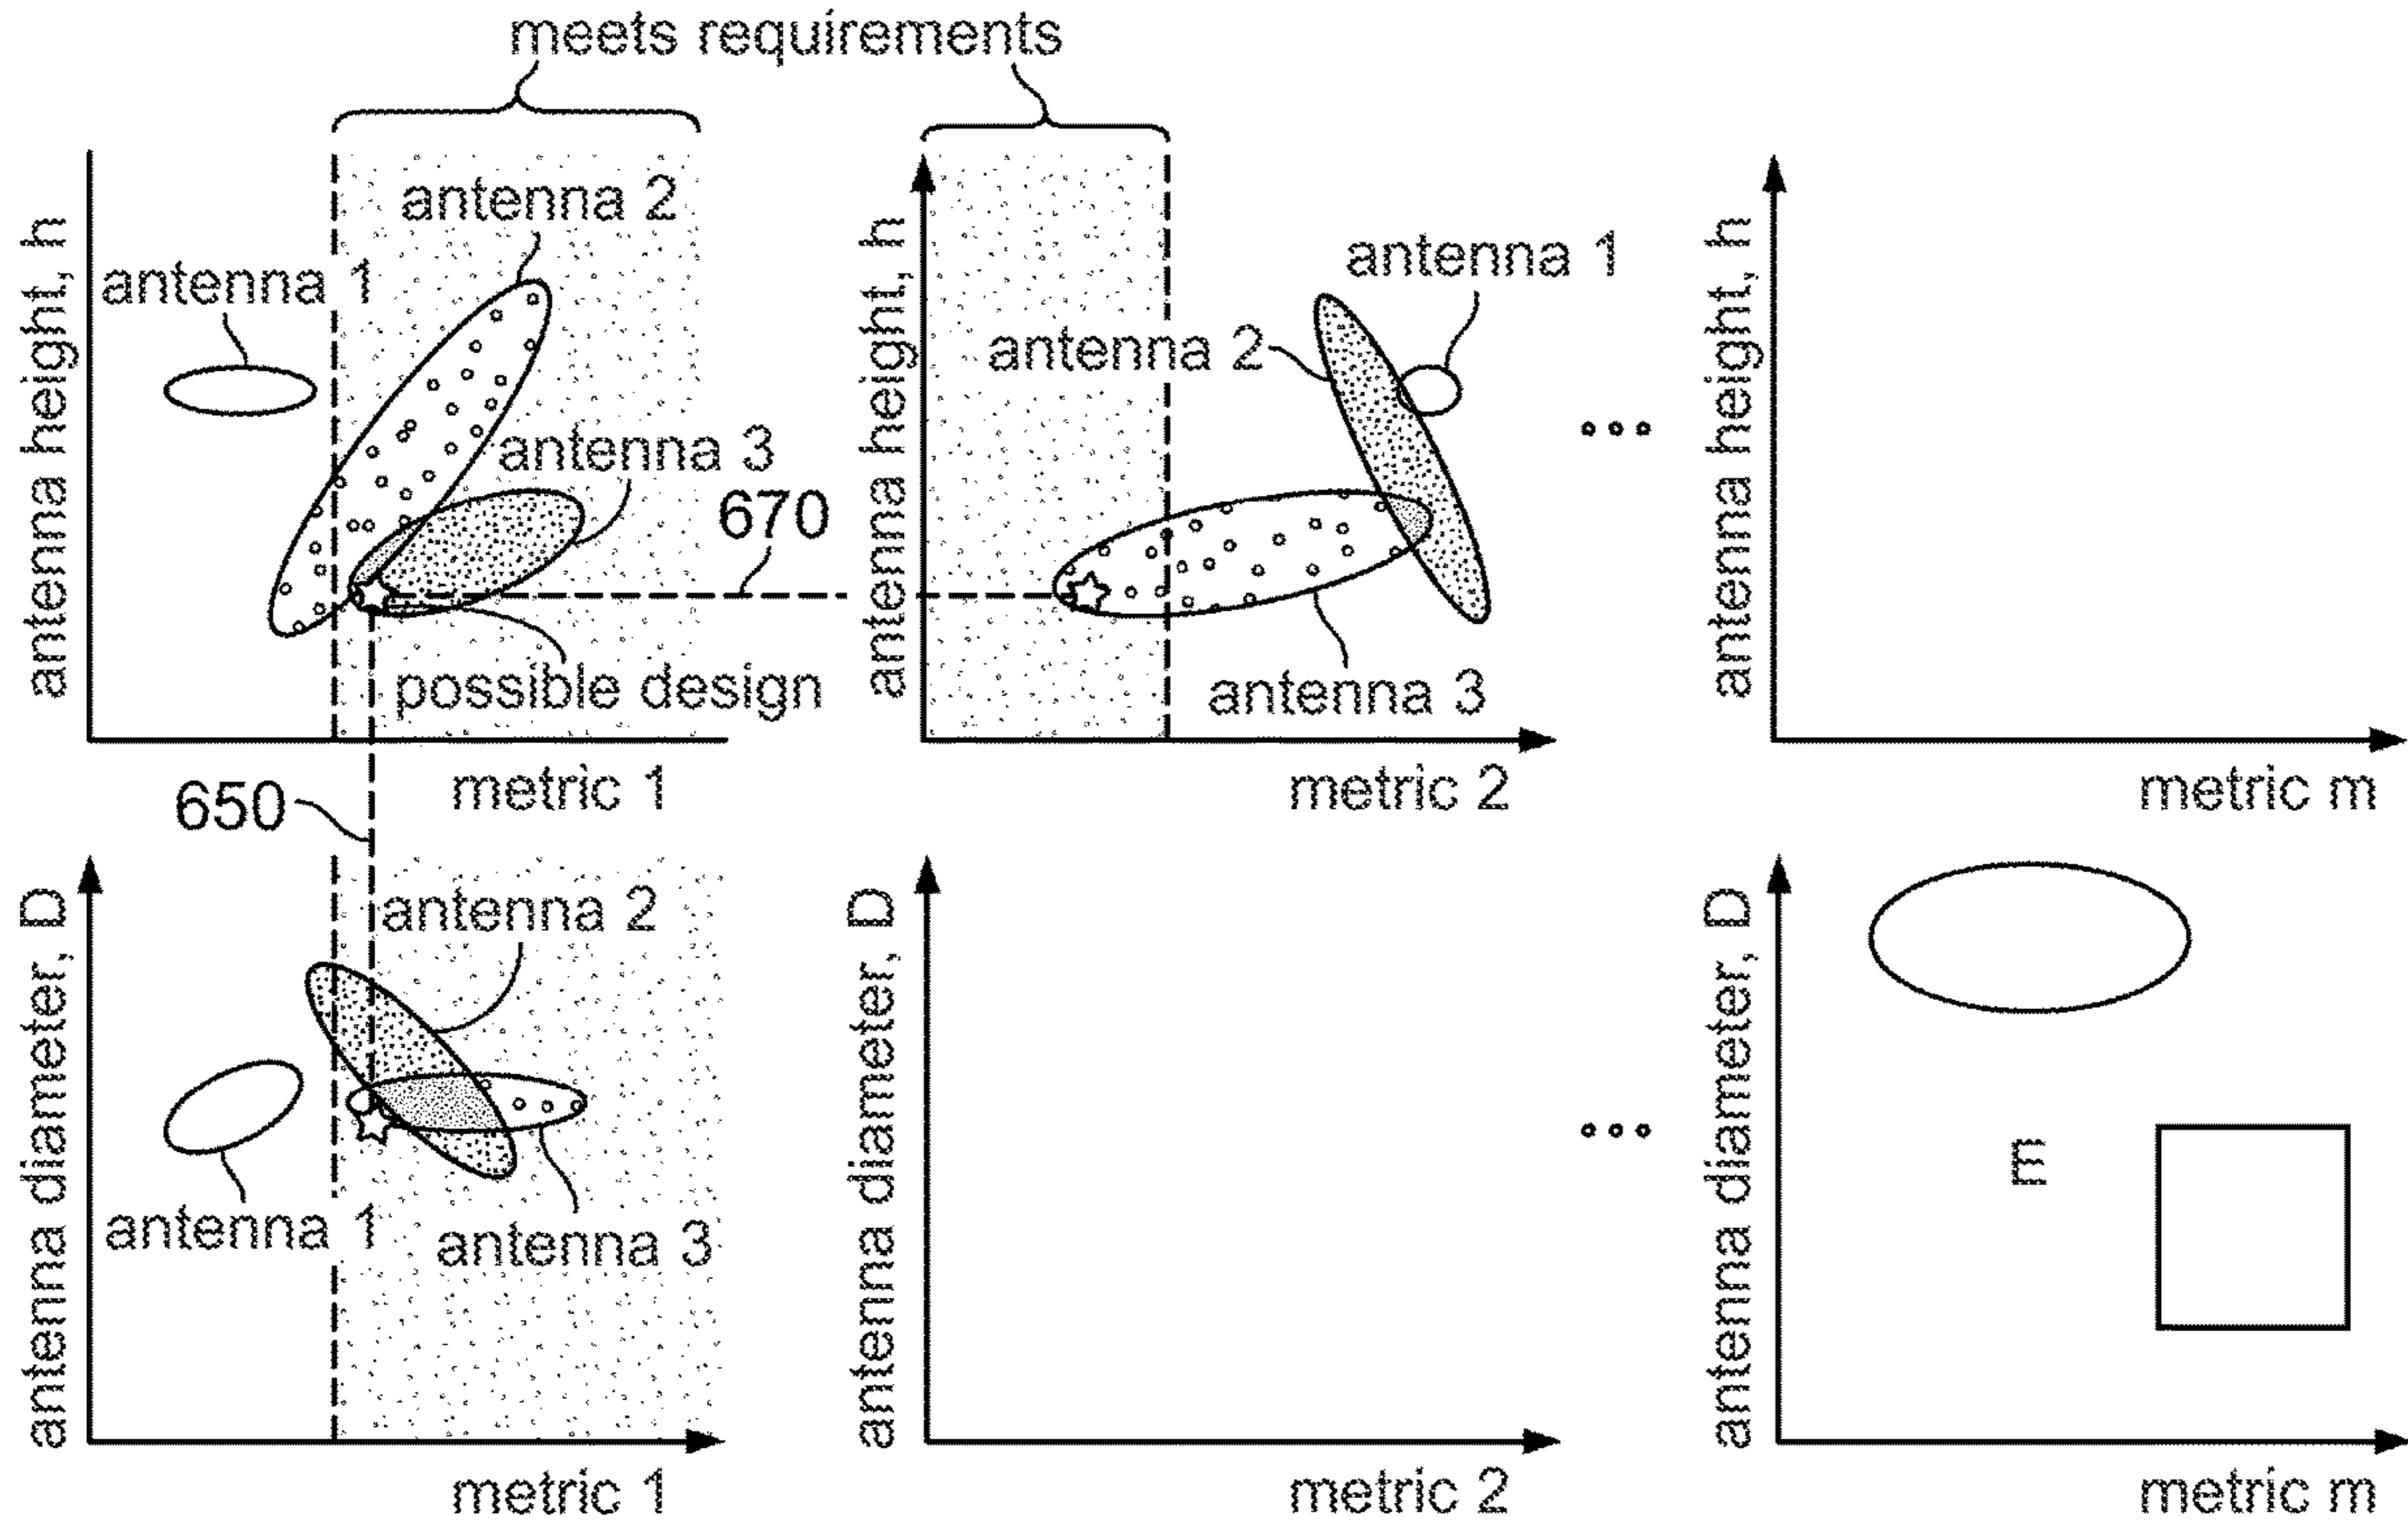 meets requirements
antenna height, h
antenna 1
antenna 2
antenna 3
possible design
metric 1
670
antenna height, h
antenna 2
antenna 1
antenna 3
metric 2
antenna height, h
metric m
650
antenna diameter, D
antenna 2
antenna 1
antenna 3
metric 1
antenna diameter, D
metric 2
antenna diameter, D
E
metric m